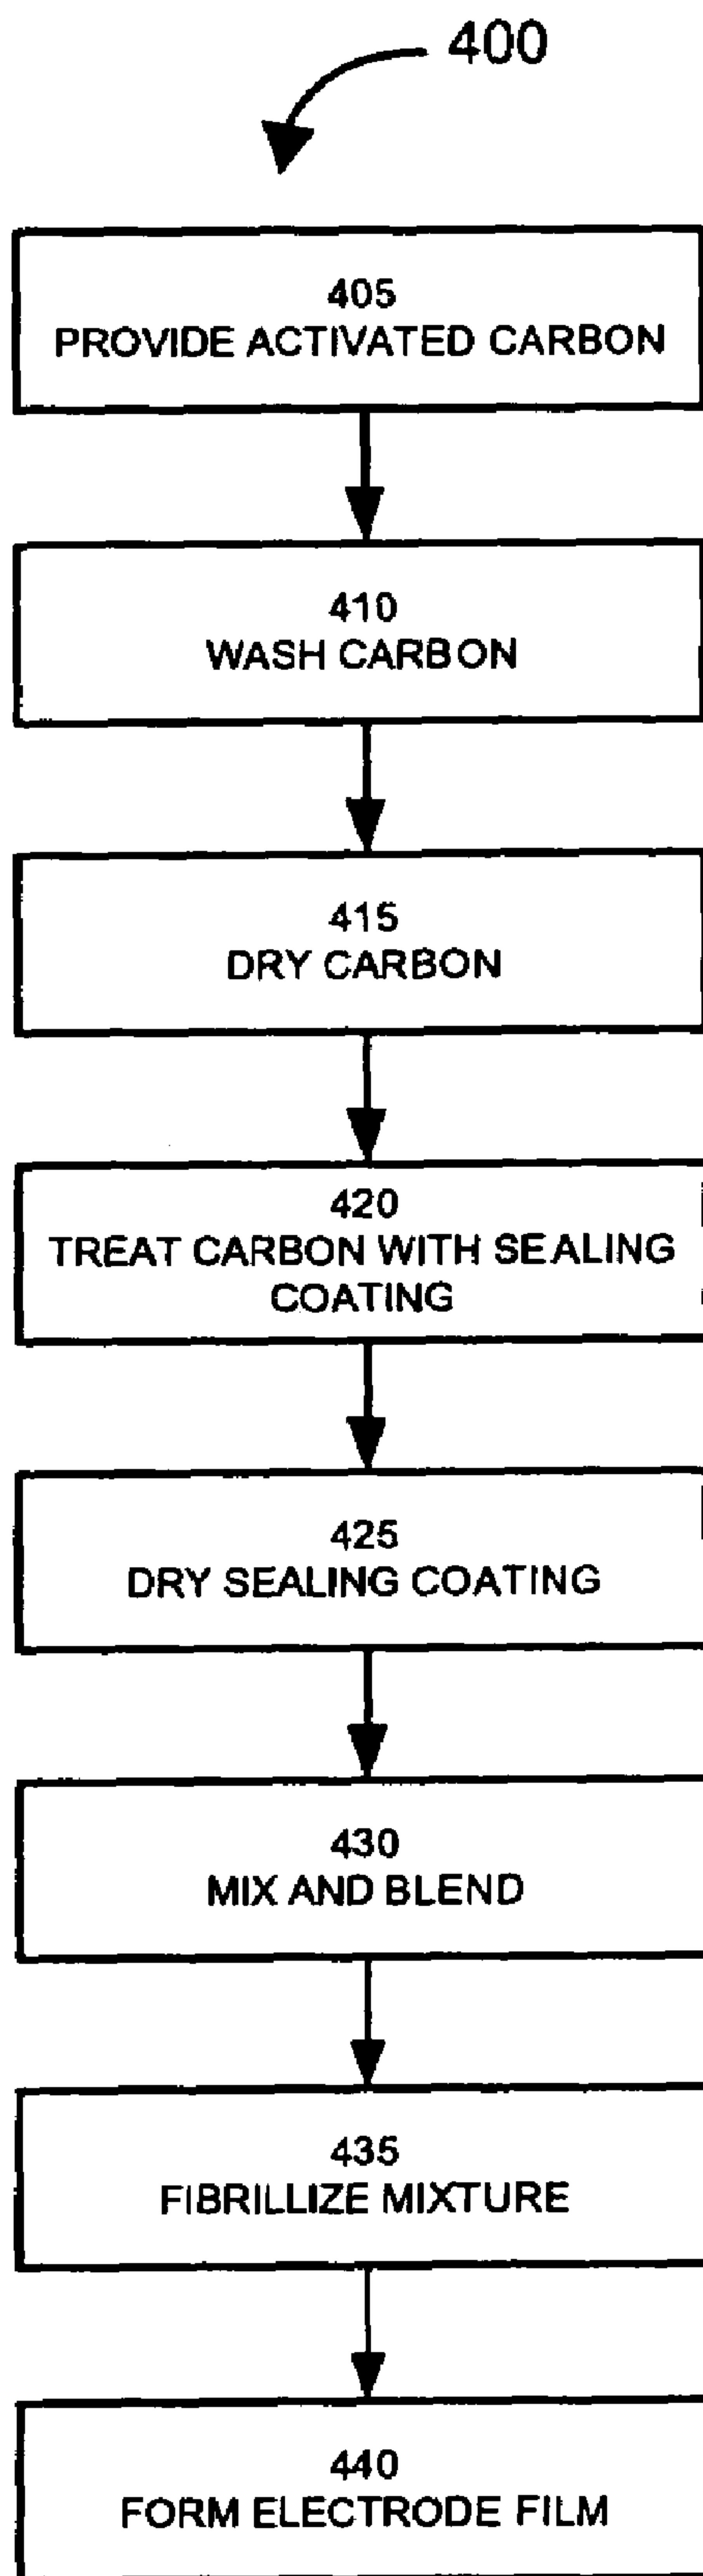 400
405
PROVIDE ACTIVATED CARBON
410
WASH CARBON
415
DRY CARBON
420
TREAT CARBON WITH SEALING
COATING
425
DRY SEALING COATING
430
MIX AND BLEND
435
FIBRILLIZE MIXTURE
440
FORM ELECTRODE FILM